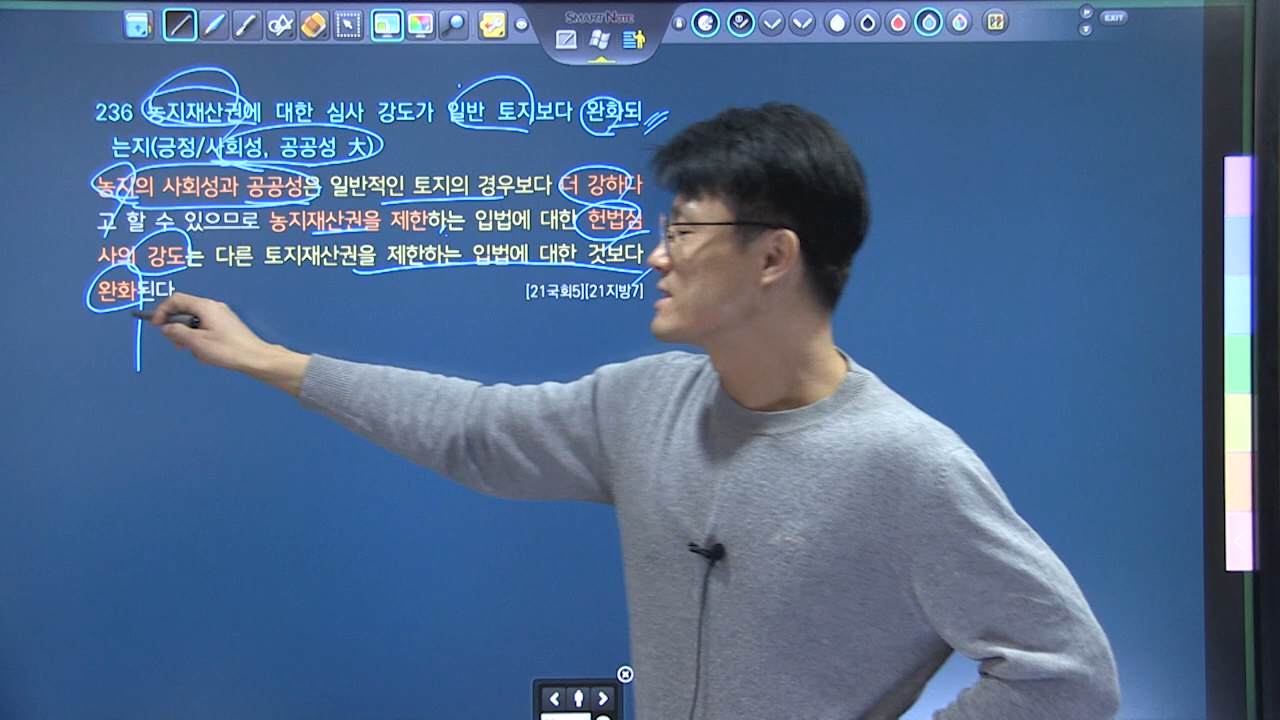 SMART NOTE
EXIT
236 농지재산권에 대한 심사 강도가 일반 토지보다 완화되
는지(긍정/사회성, 공공성 大)
농지의 사회성과 공공성은 일반적인 토지의 경우보다 더 강하다
고 할 수 있으므로 농지재산권을 제한하는 입법에 대한 헌법심
사의 강도는 다른 토지재산권을 제한하는 입법에 대한 것보다
완화된다
[21국회5][21지방7]